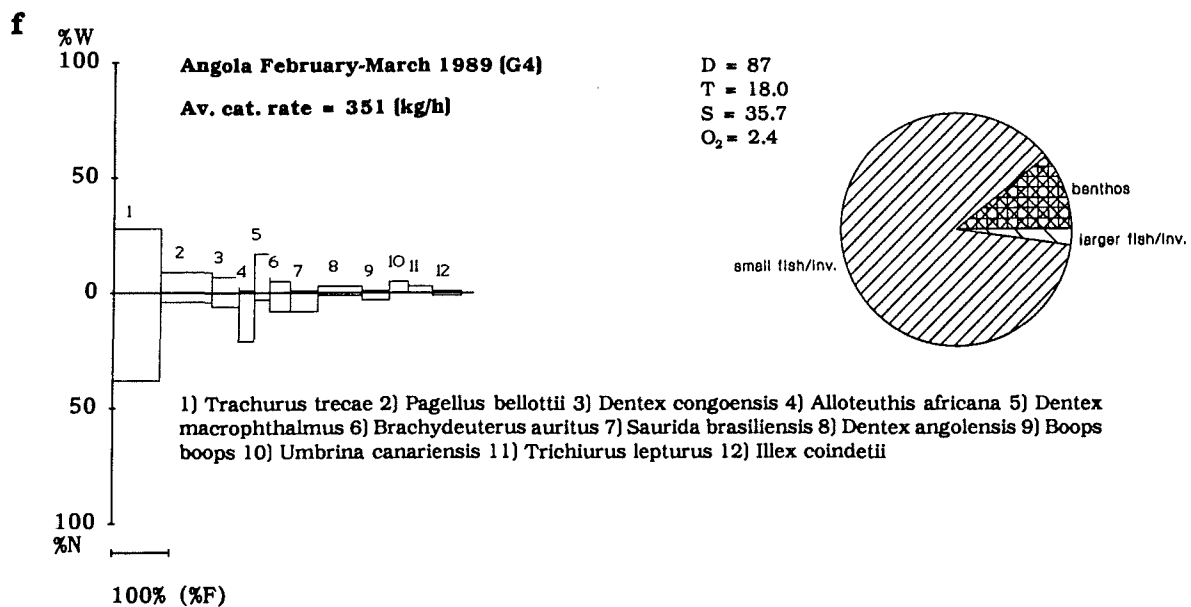 f
%W
100
Angola February-March 1989 (G4)
Av. cat. rate = 351 (kg/h)
D = 87
T = 18.0
S = 35.7
O₂ = 2.4
50
1
2
3
4
5
6
7
8
9
10
11
12
0
benthos
larger fish/inv.
small fish/inv.
50
1) Trachurus trecae 2) Pagellus bellottii 3) Dentex congoensis 4) Alloteuthis africana 5) Dentex
macrophthalmus 6) Brachydeuterus auritus 7) Saurida brasiliensis 8) Dentex angolensis 9) Boops
boops 10) Umbrina canariensis 11) Trichiurus lepturus 12) Illex coindetii
100
%N
100% (%F)